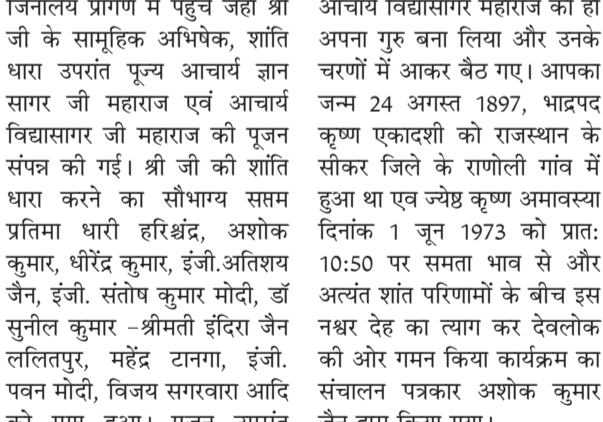 जिनालय प्रांगण में पहुंचे जहां श्री
जी के सामूहिक अभिषेक, शांति
धारा उपरांत पूज्य आचार्य ज्ञान
सागर जी महाराज एवं आचार्य
विद्यासागर जी महाराज की पूजन
संपन्न की गई। श्री जी की शांति
धारा करने का सौभाग्य सप्तम
प्रतिमा धारी हरिश्चंद्र, अशोक
कुमार, धीरेंद्र कुमार, इंजी.अतिशय
जैन, इंजी. संतोष कुमार मोदी, डॉ
सुनील कुमार -श्रीमती इंदिरा जैन
ललितपुर, महेंद्र टानगा, इंजी.
पवन मोदी, विजय सगरवारा आदि
आचार्य विद्यासागर महाराज को ही
अपना गुरु बना लिया और उनके
चरणों में आकर बैठ गए। आपका
जन्म 24 अगस्त 1897, भाद्रपद
कृष्ण एकादशी को राजस्थान के
सीकर जिले के राणोली गांव में
हुआ था एव ज्येष्ठ कृष्ण अमावस्या
दिनांक 1 जून 1973 को प्रात:
10:50 पर समता भाव से और
अत्यंत शांत परिणामों के बीच इस
नश्वर देह का त्याग कर देवलोक
की ओर गमन किया कार्यक्रम का
संचालन पत्रकार अशोक कुमार